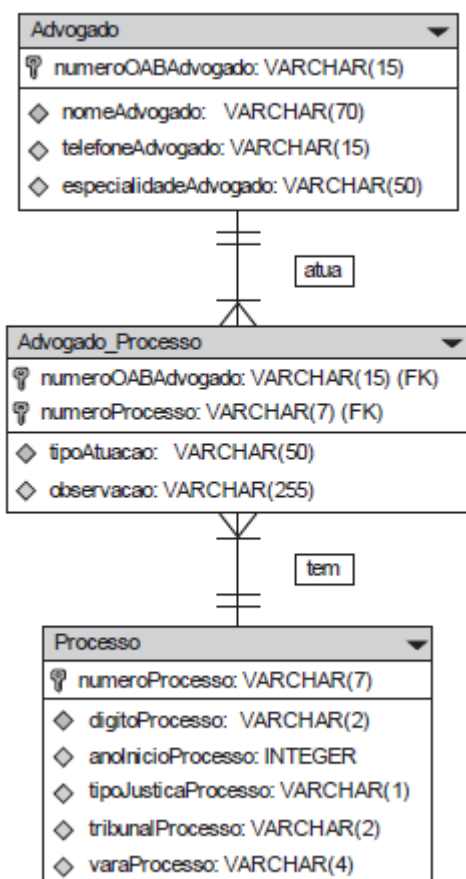 Advogado
numeroOABAdvogado: VARCHAR(15)
nomeAdvogado: VARCHAR(70)
telefoneAdvogado: VARCHAR(15)
especialidadeAdvogado: VARCHAR(50)
atua
Advogado_Processo
numeroOABAdvogado: VARCHAR(15) (FK)
numeroProcesso: VARCHAR(7) (FK)
tipoAtuacao: VARCHAR(50)
observacao: VARCHAR(255)
tem
Processo
numeroProcesso: VARCHAR(7)
digitoProcesso: VARCHAR(2)
anoInicioProcesso: INTEGER
tipoJusticaProcesso: VARCHAR(1)
tribunalProcesso: VARCHAR(2)
varaProcesso: VARCHAR(4)